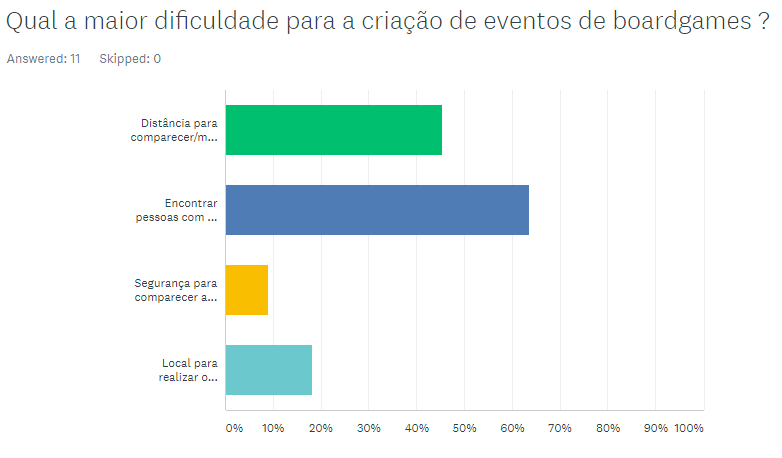 Qual a maior dificuldade para a criação de eventos de boardgames ?
Answered: 11 Skipped: 0
Distância para
comparecer/m...
Encontrar
pessoas com ...
Segurança para
comparecer a...
Local para
realizar o...
0% 10% 20% 30% 40% 50% 60% 70% 80% 90% 100%